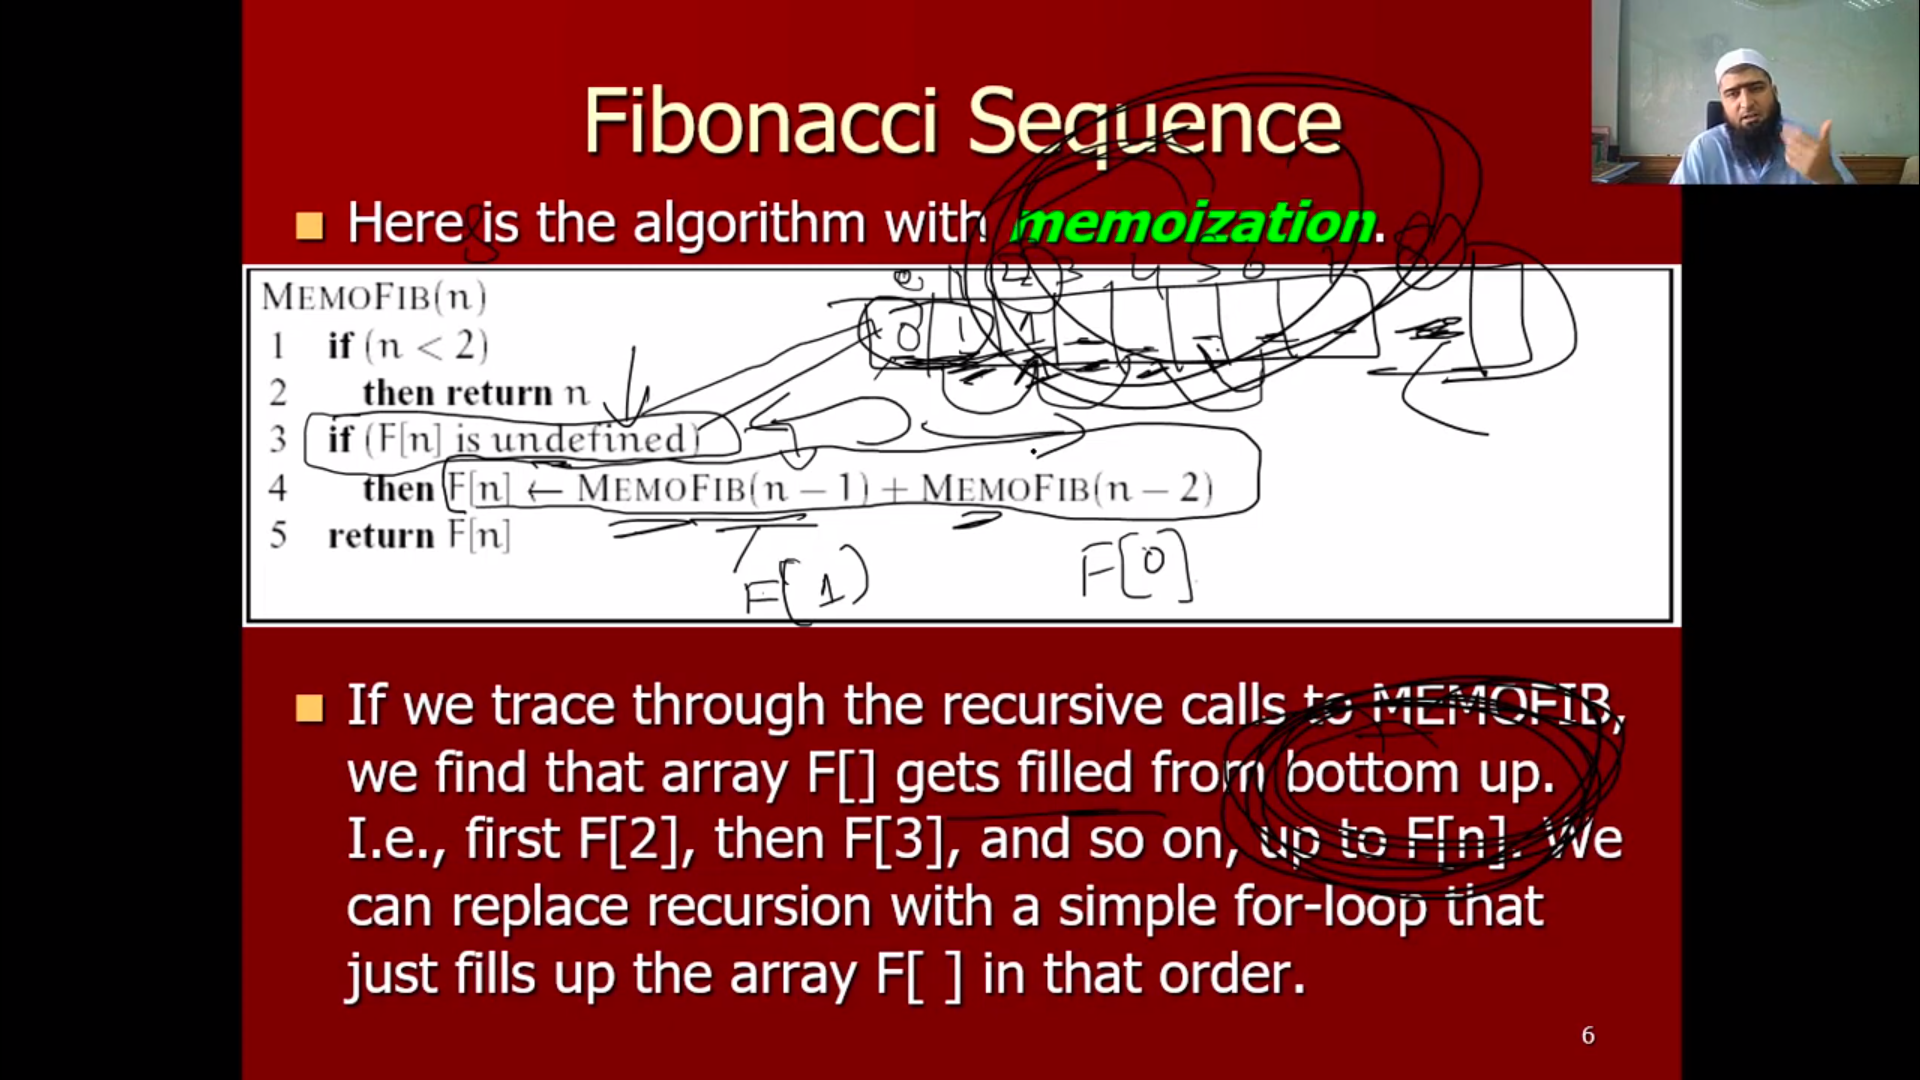 Fibonacci Sequence
Here is the algorithm with memoization.
8
0 1 2 3 4 5 6 7 8
MEMOFIB(n)
0 1 1
1 if (n < 2)
2 then return n
3 if (F[n] is undefined)
4 then F[n] ← MEMOFIB(n − 1) + MEMOFIB(n − 2)
5 return F[n]
F[1) F[0]
If we trace through the recursive calls to MEMOFIB,
we find that array F[] gets filled from bottom up.
I.e., first F[2], then F[3], and so on, up to F[n]. We
can replace recursion with a simple for-loop that
just fills up the array F[ ] in that order.
6